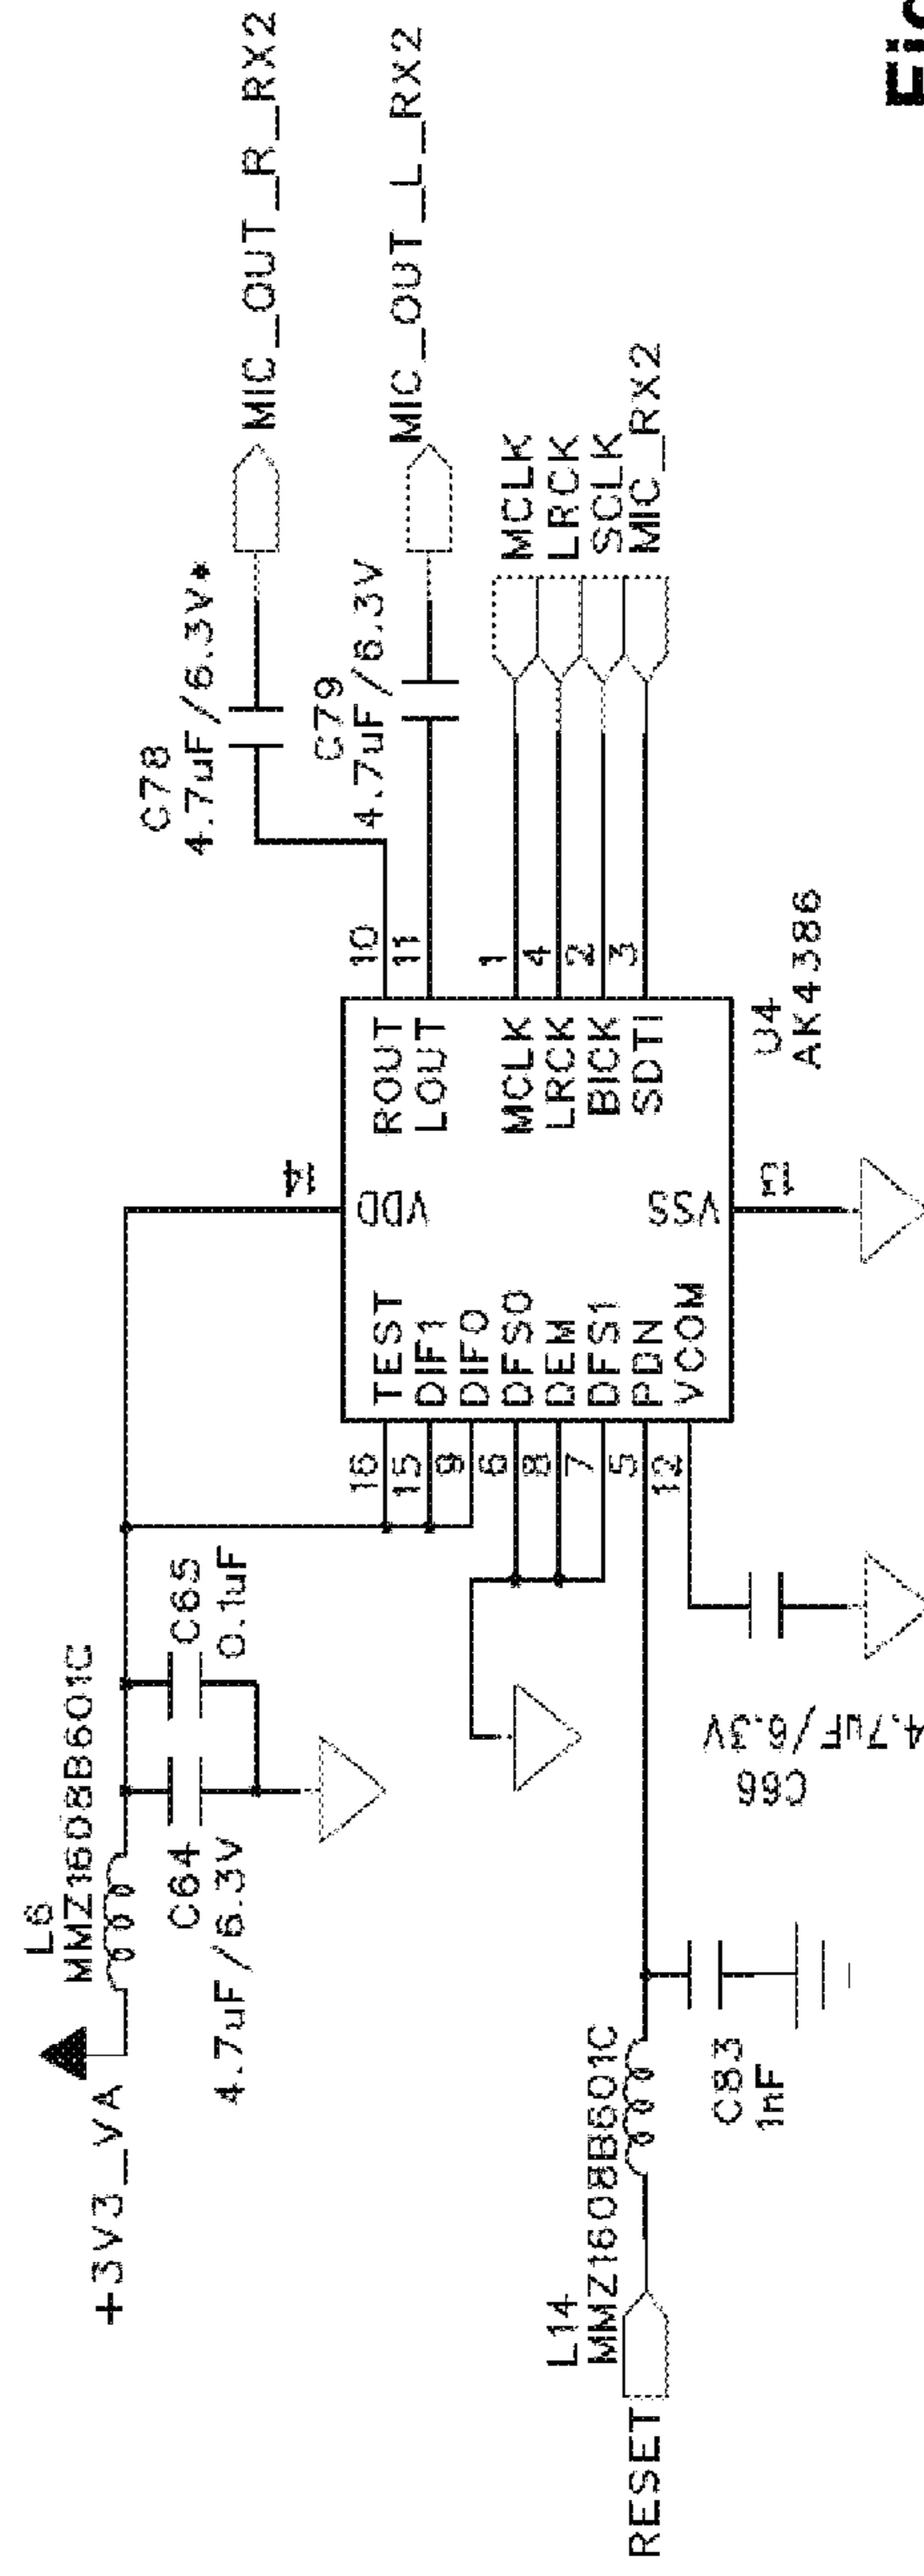 +3V3_VA
L6
MMZ1608B601C
C64
4.7uF/6.3V
C65
0.1uF
C78
4.7uF/6.3V*
MIC_OUT_R_RX2
C79
4.7uF/6.3V
MIC_OUT_L_RX2
14
VDD
16 TEST
15 DIF1
9 DIF0
6 DFS0
8 DEM
7 DFS1
5 PDN
12 VCOM
ROUT 10
LOUT 11
MCLK 1 MCLK
LRCK 4 LRCK
BICK 2 SCLK
SDTI 3 MIC_RX2
VSS
13
U4
AK4386
RESET
L14
MMZ1608B601C
C83
1nF
C66
4.7uF/6.3V